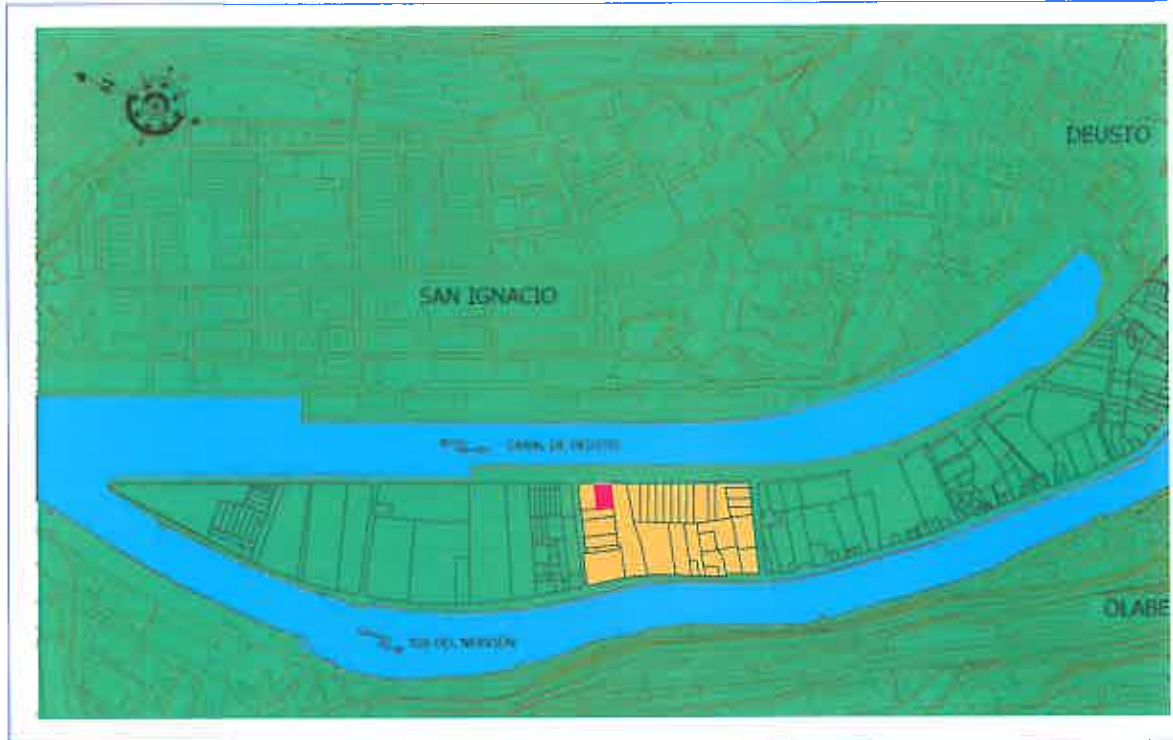 DEUSTO
SAN IGNACIO
CANAL DE DEUSTO
RIA DEL NERVION
OLABE